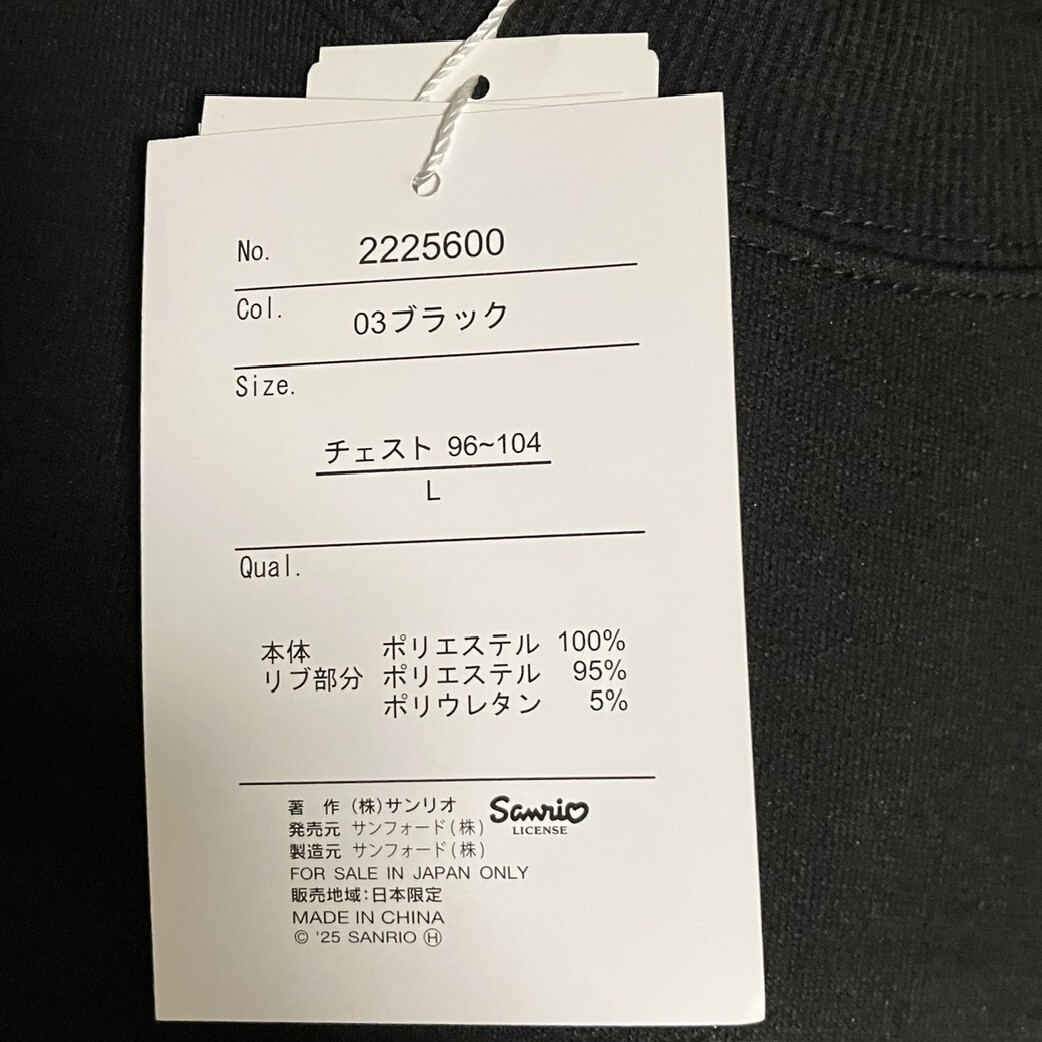 No. 2225600
Col. 03ブラック
Size.
チェスト 96~104
L
Qual.
本体 ポリエステル 100%
リブ部分 ポリエステル 95%
ポリウレタン 5%
著 作 (株)サンリオ Sanrio
発売元 サンフォード(株) LICENSE
製造元 サンフォード(株)
FOR SALE IN JAPAN ONLY
販売地域:日本限定
MADE IN CHINA
© '25 SANRIO Ⓗ